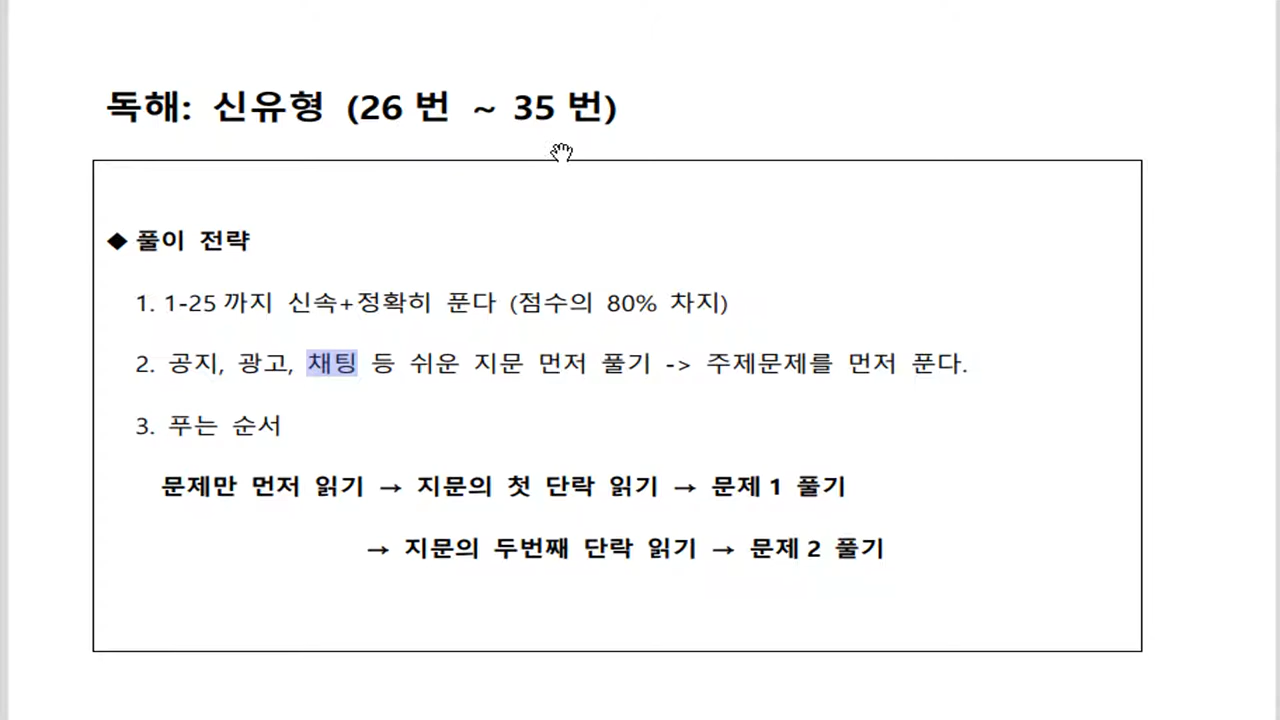 독해: 신유형 (26 번 ~ 35 번)
◆ 풀이 전략
1. 1-25 까지 신속+정확히 푼다 (점수의 80% 차지)
2. 공지, 광고, 채팅 등 쉬운 지문 먼저 풀기 -> 주제문제를 먼저 푼다.
3. 푸는 순서
문제만 먼저 읽기 → 지문의 첫 단락 읽기 → 문제 1 풀기
→ 지문의 두번째 단락 읽기 → 문제 2 풀기